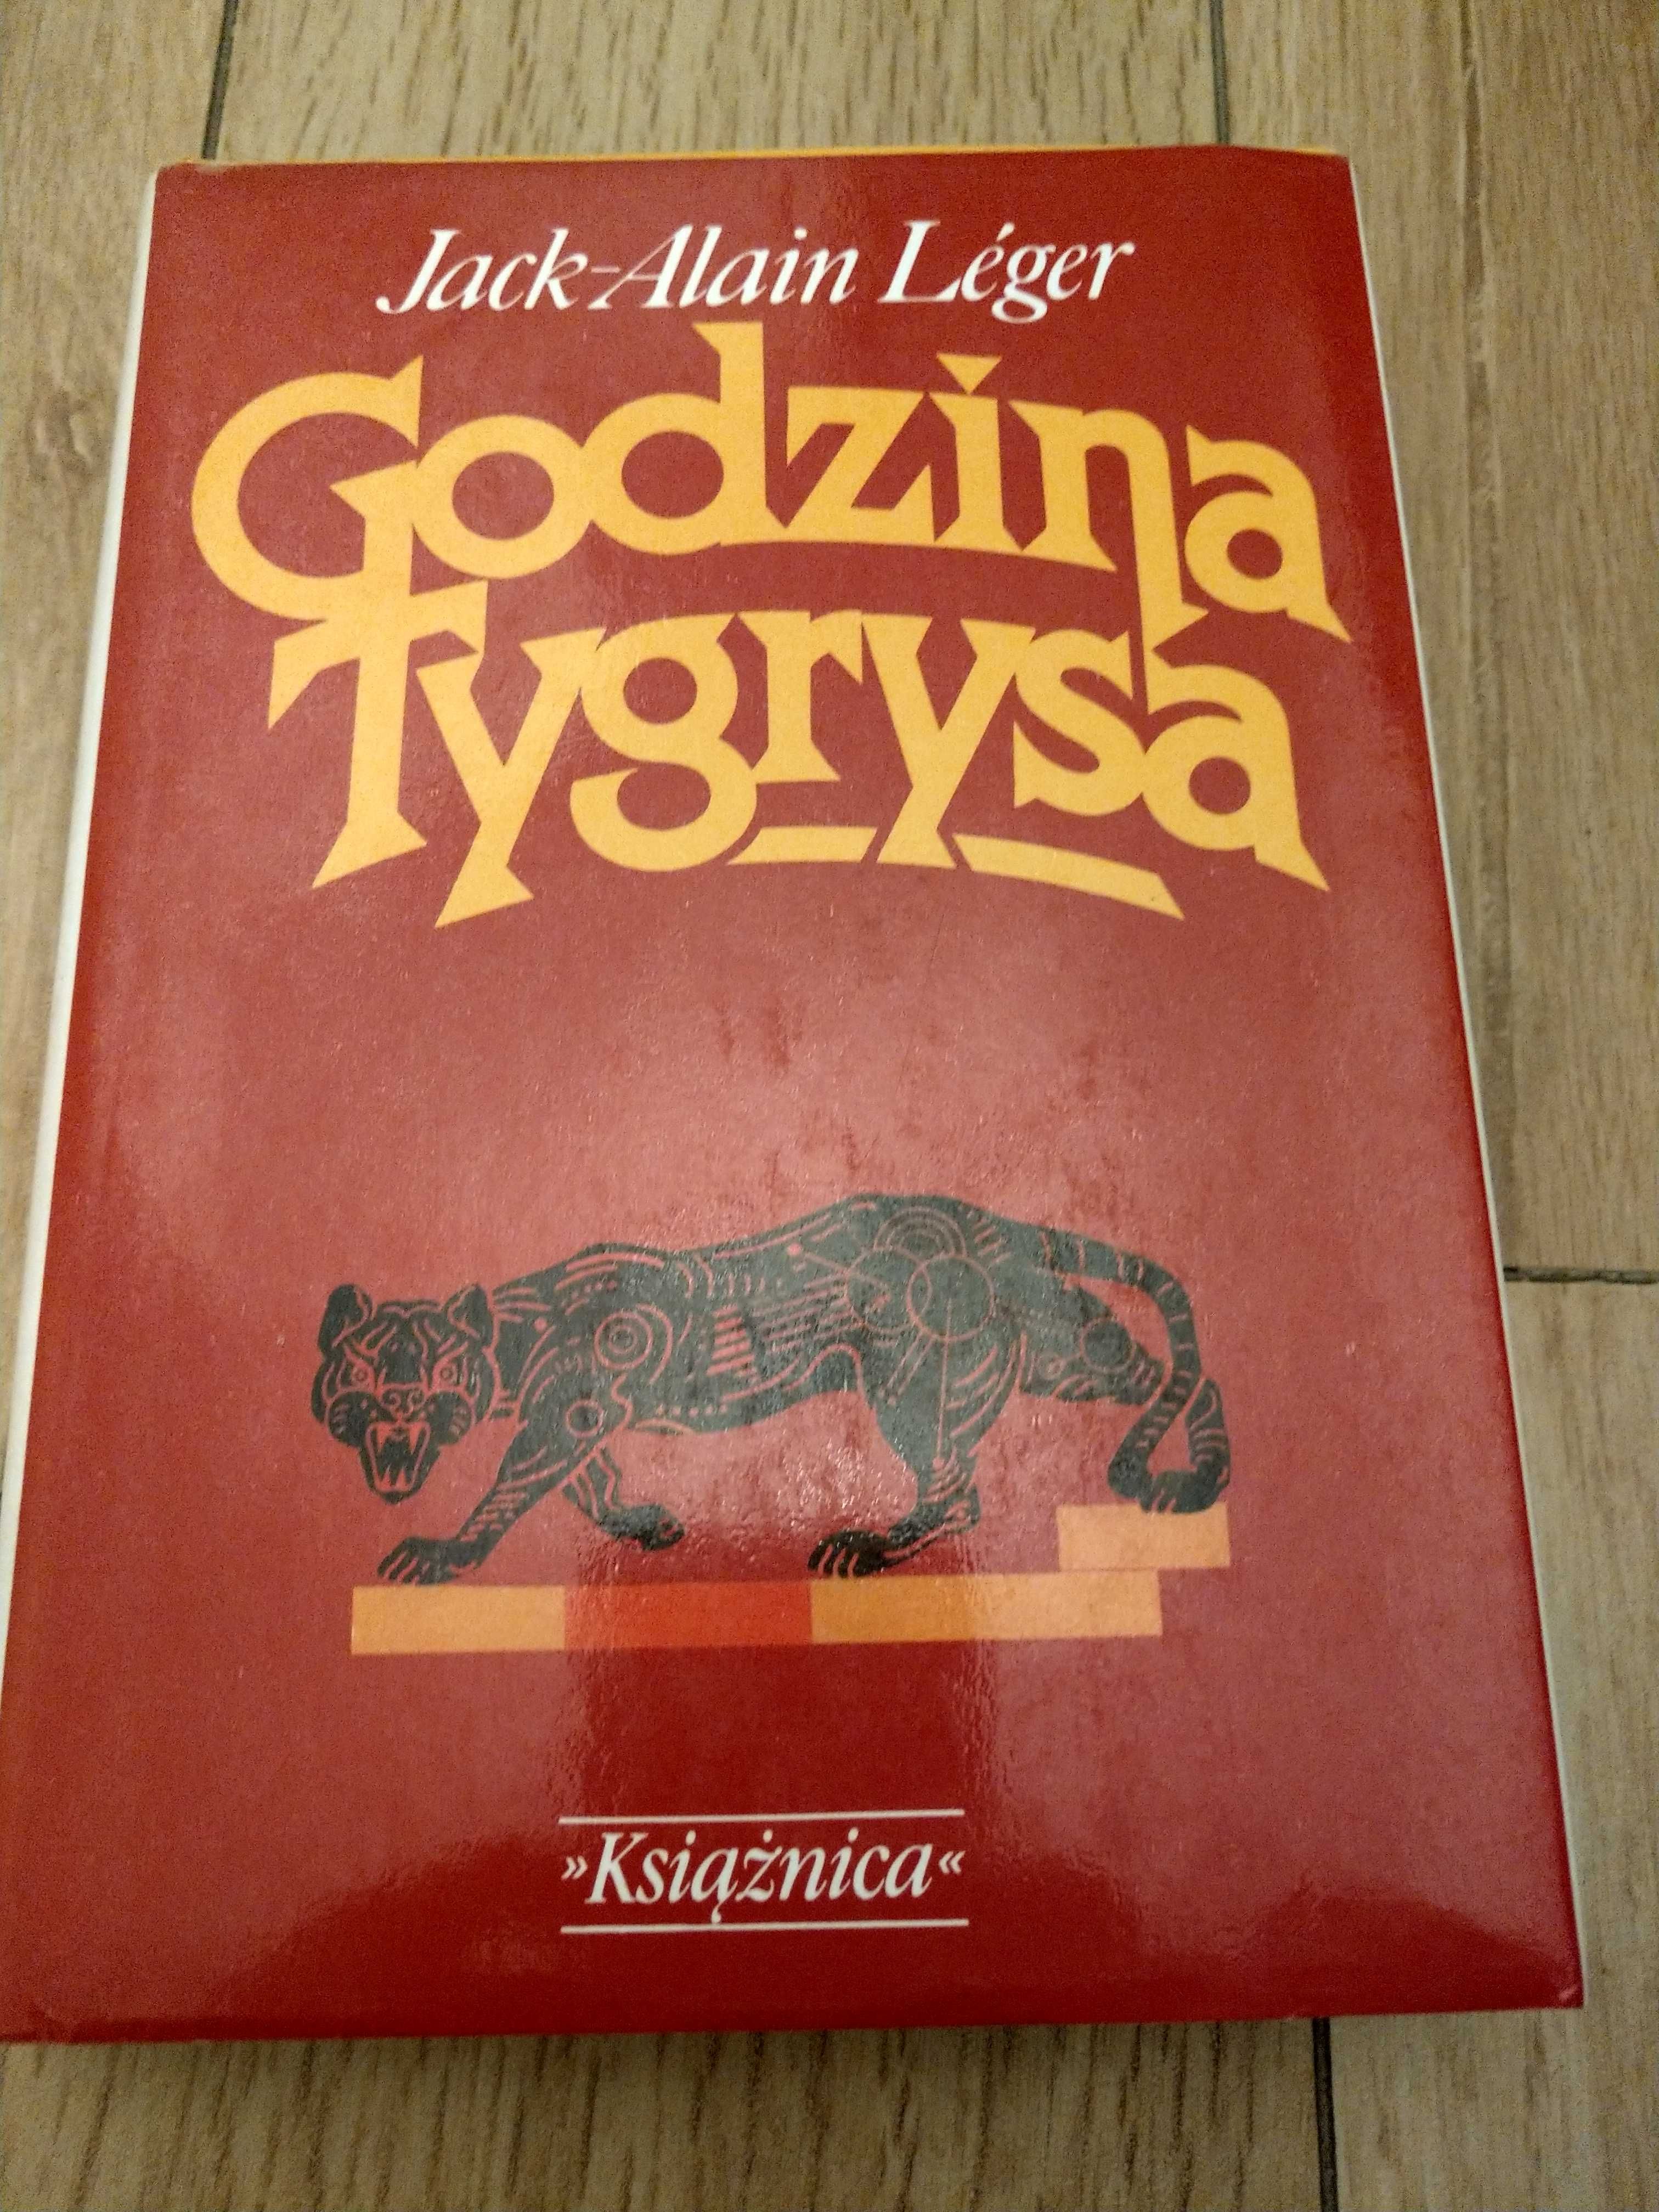 Jack-Alain Léger
Godzina
Tygrysa
»Książnica«